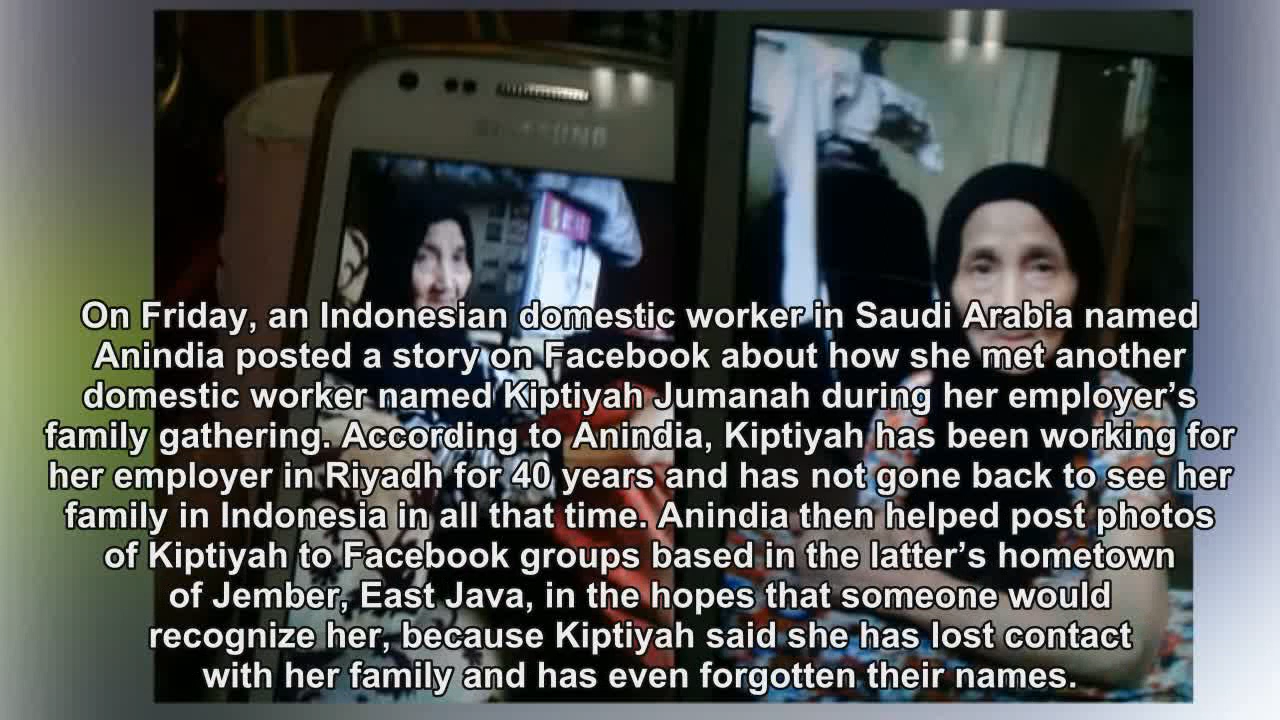 SAMSUNG
On Friday, an Indonesian domestic worker in Saudi Arabia named
Anindia posted a story on Facebook about how she met another
domestic worker named Kiptiyah Jumanah during her employer’s
family gathering. According to Anindia, Kiptiyah has been working for
her employer in Riyadh for 40 years and has not gone back to see her
family in Indonesia in all that time. Anindia then helped post photos
of Kiptiyah to Facebook groups based in the latter’s hometown
of Jember, East Java, in the hopes that someone would
recognize her, because Kiptiyah said she has lost contact
with her family and has even forgotten their names.